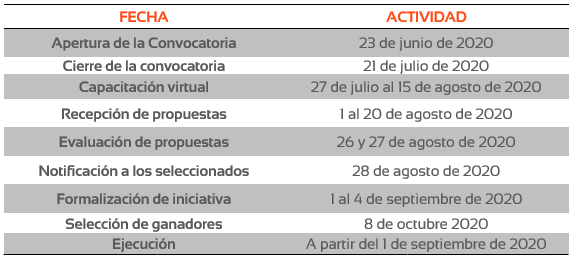 FECHA ACTIVIDAD
Apertura de la Convocatoria 23 de junio de 2020
Cierre de la convocatoria 21 de julio de 2020
Capacitación virtual 27 de julio al 15 de agosto de 2020
Recepción de propuestas 1 al 20 de agosto de 2020
Evaluación de propuestas 26 y 27 de agosto de 2020
Notificación a los seleccionados 28 de agosto de 2020
Formalización de iniciativa 1 al 4 de septiembre de 2020
Selección de ganadores 8 de octubre 2020
Ejecución A partir del 1 de septiembre de 2020